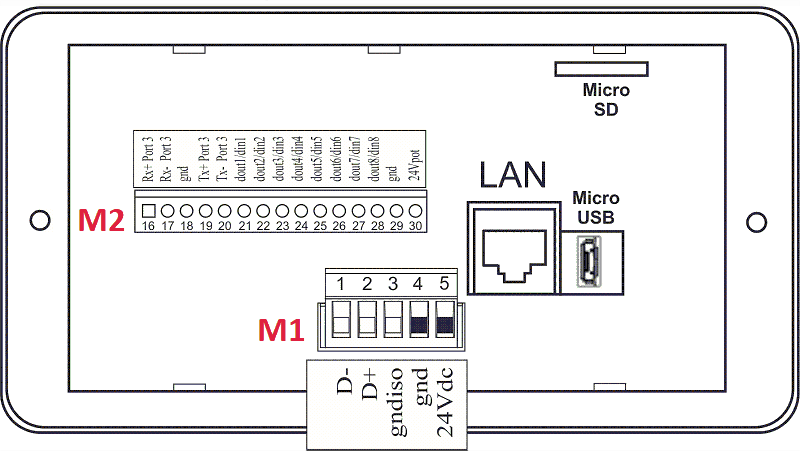 Micro
SD
Rx+ Port 3
Rx- Port 3
gnd
Tx+ Port 3
Tx- Port 3
dout1/din1
dout2/din2
dout3/din3
dout4/din4
dout5/din5
dout6/din6
dout7/din7
dout8/din8
gnd
24Vpot
LAN
Micro
USB
M2
16 17 18 19 20 21 22 23 24 25 26 27 28 29 30
1 2 3 4 5
M1
D-
D+
gndiso
gnd
24Vdc